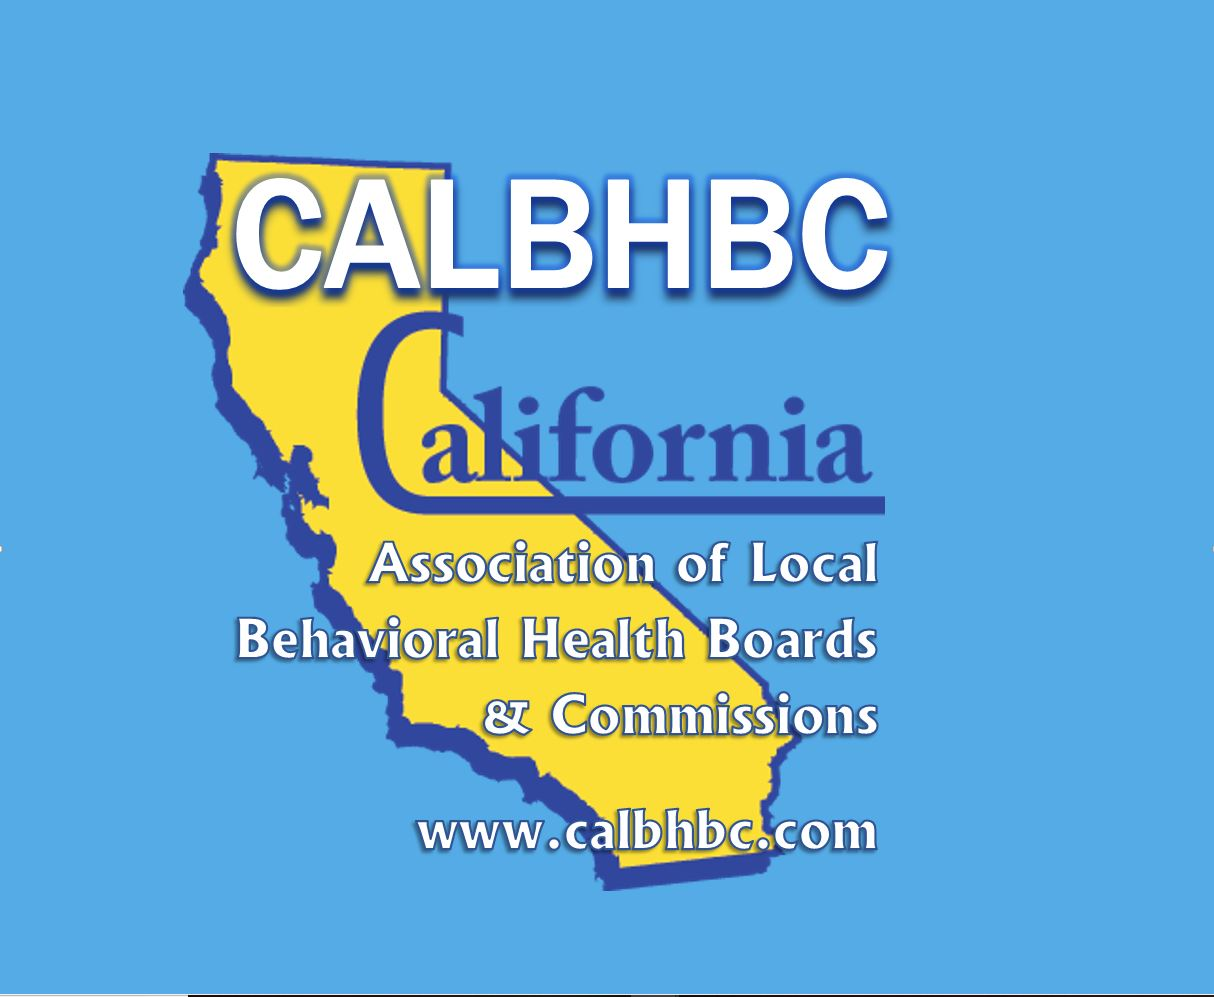 CALBHBC
California
Association of Local
Behavioral Health Boards
& Commissions
www.calbhbc.com